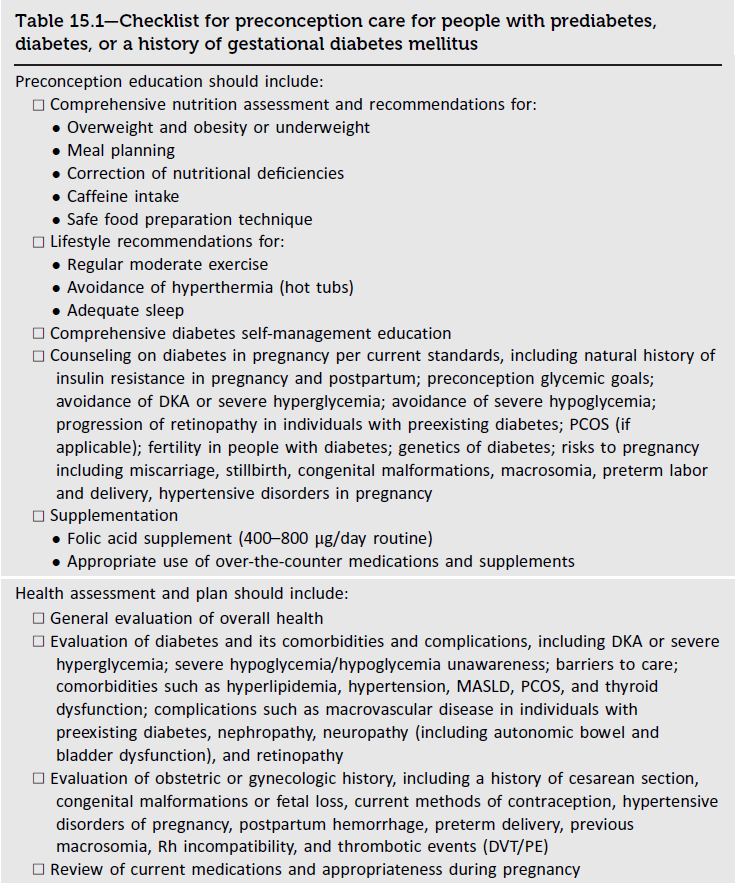 Table 15.1—Checklist for preconception care for people with prediabetes,
diabetes, or a history of gestational diabetes mellitus
Preconception education should include:
☐ Comprehensive nutrition assessment and recommendations for:
● Overweight and obesity or underweight
● Meal planning
● Correction of nutritional deficiencies
● Caffeine intake
● Safe food preparation technique
☐ Lifestyle recommendations for:
● Regular moderate exercise
● Avoidance of hyperthermia (hot tubs)
● Adequate sleep
☐ Comprehensive diabetes self-management education
☐ Counseling on diabetes in pregnancy per current standards, including natural history of
insulin resistance in pregnancy and postpartum; preconception glycemic goals;
avoidance of DKA or severe hyperglycemia; avoidance of severe hypoglycemia;
progression of retinopathy in individuals with preexisting diabetes; PCOS (if
applicable); fertility in people with diabetes; genetics of diabetes; risks to pregnancy
including miscarriage, stillbirth, congenital malformations, macrosomia, preterm labor
and delivery, hypertensive disorders in pregnancy
☐ Supplementation
● Folic acid supplement (400–800 µg/day routine)
● Appropriate use of over-the-counter medications and supplements
Health assessment and plan should include:
☐ General evaluation of overall health
☐ Evaluation of diabetes and its comorbidities and complications, including DKA or severe
hyperglycemia; severe hypoglycemia/hypoglycemia unawareness; barriers to care;
comorbidities such as hyperlipidemia, hypertension, MASLD, PCOS, and thyroid
dysfunction; complications such as macrovascular disease in individuals with
preexisting diabetes, nephropathy, neuropathy (including autonomic bowel and
bladder dysfunction), and retinopathy
☐ Evaluation of obstetric or gynecologic history, including a history of cesarean section,
congenital malformations or fetal loss, current methods of contraception, hypertensive
disorders of pregnancy, postpartum hemorrhage, preterm delivery, previous
macrosomia, Rh incompatibility, and thrombotic events (DVT/PE)
☐ Review of current medications and appropriateness during pregnancy